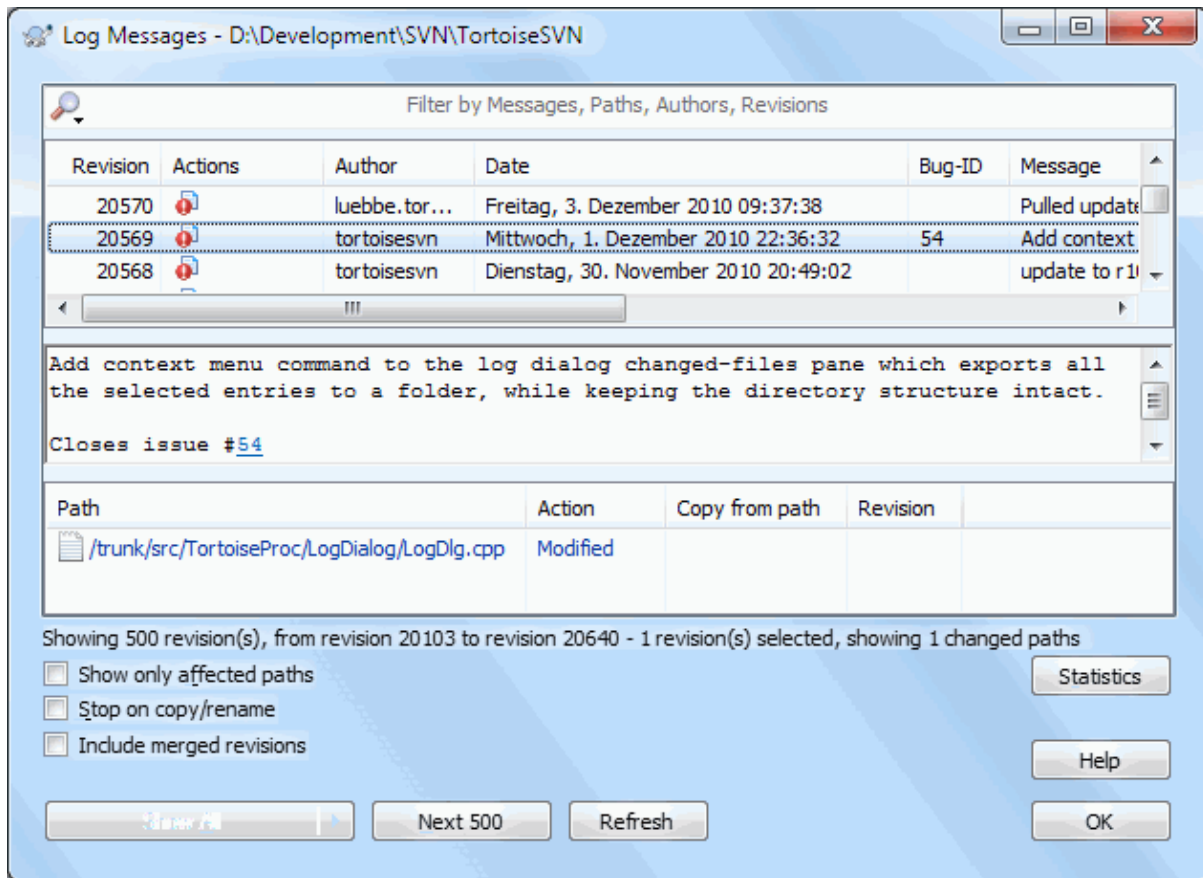 Log Messages - D:\Development\SVN\TortoiseSVN
Filter by Messages, Paths, Authors, Revisions
Revision Actions Author Date Bug-ID Message
20570 luebbe.tor... Freitag, 3. Dezember 2010 09:37:38 Pulled update
20569 tortoisesvn Mittwoch, 1. Dezember 2010 22:36:32 54 Add context
20568 tortoisesvn Dienstag, 30. November 2010 20:49:02 update to
Add context menu command to the log dialog changed-files pane which exports all
the selected entries to a folder, while keeping the directory structure intact.
Closes issue #54
Path Action Copy from path Revision
/trunk/src/TortoiseProc/LogDialog/LogDlg.cpp Modified
Showing 500 revision(s), from revision 20103 to revision 20640 - 1 revision(s) selected, showing 1 changed paths
Show only affected paths
Statistics
Stop on copy/rename
Include merged revisions
Help
Next 500 Refresh OK